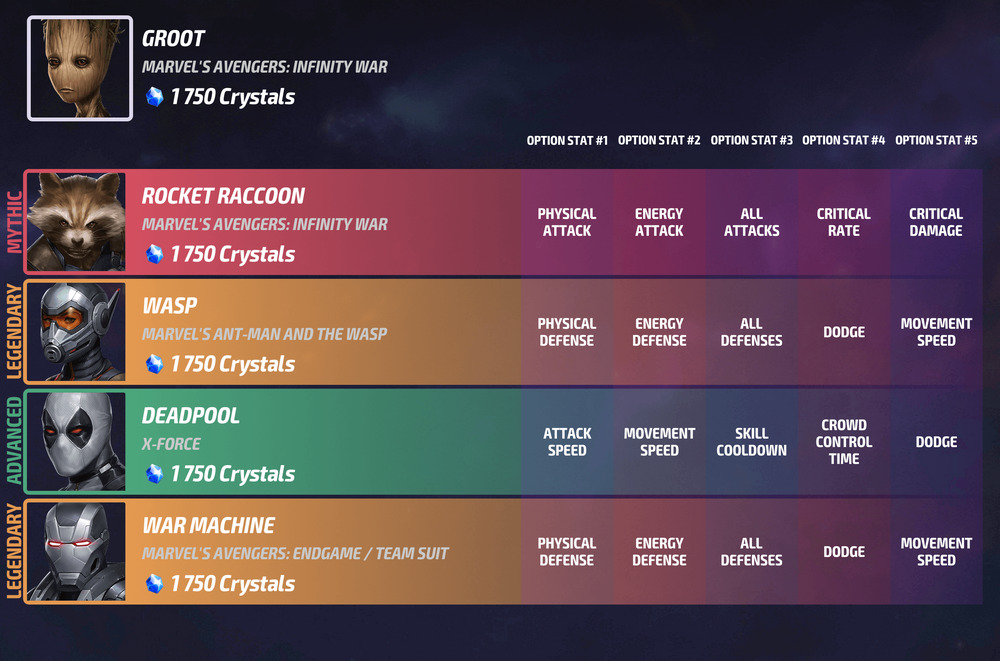 GROOT
MARVEL'S AVENGERS: INFINITY WAR
1 750 Crystals
OPTION STAT #1 OPTION STAT #2 OPTION STAT #3 OPTION STAT #4 OPTION STAT #5
MYTHIC
ROCKET RACCOON
MARVEL'S AVENGERS: INFINITY WAR
1 750 Crystals
PHYSICAL
ATTACK
ENERGY
ATTACK
ALL
ATTACKS
CRITICAL
RATE
CRITICAL
DAMAGE
LEGENDARY
WASP
MARVEL'S ANT-MAN AND THE WASP
1 750 Crystals
PHYSICAL
DEFENSE
ENERGY
DEFENSE
ALL
DEFENSES
DODGE
MOVEMENT
SPEED
ADVANCED
DEADPOOL
X-FORCE
1 750 Crystals
ATTACK
SPEED
MOVEMENT
SPEED
SKILL
COOLDOWN
CROWD
CONTROL
TIME
DODGE
LEGENDARY
WAR MACHINE
MARVEL'S AVENGERS: ENDGAME / TEAM SUIT
1 750 Crystals
PHYSICAL
DEFENSE
ENERGY
DEFENSE
ALL
DEFENSES
DODGE
MOVEMENT
SPEED